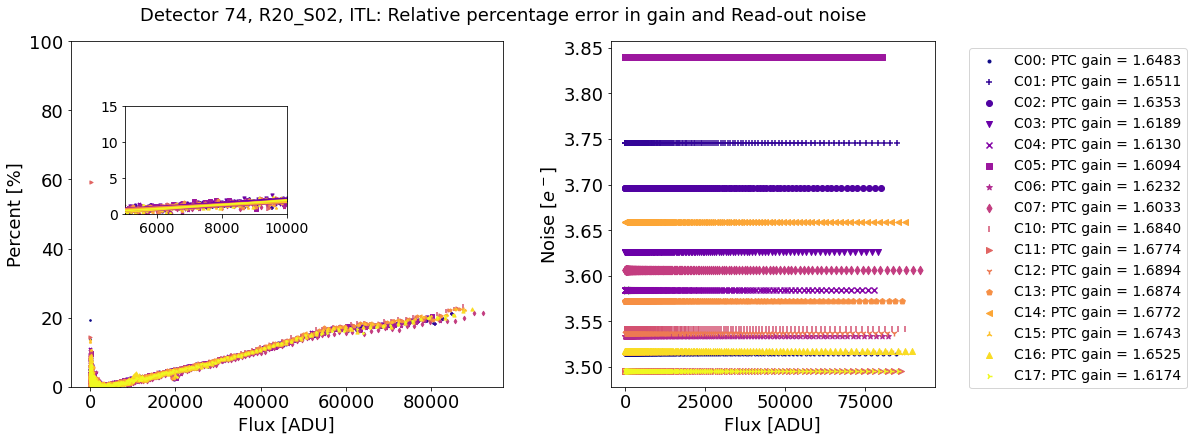 Detector 74, R20_S02, ITL: Relative percentage error in gain and Read-out noise
Percent [%]
100
80
60
40
20
0
15
10
5
0
6000 8000 10000
0 20000 40000 60000 80000
Flux [ADU]
Noise [e⁻]
3.85
3.80
3.75
3.70
3.65
3.60
3.55
3.50
0 25000 50000 75000
Flux [ADU]
C00: PTC gain = 1.6483
C01: PTC gain = 1.6511
C02: PTC gain = 1.6353
C03: PTC gain = 1.6189
C04: PTC gain = 1.6130
C05: PTC gain = 1.6094
C06: PTC gain = 1.6232
C07: PTC gain = 1.6033
C10: PTC gain = 1.6840
C11: PTC gain = 1.6774
C12: PTC gain = 1.6894
C13: PTC gain = 1.6874
C14: PTC gain = 1.6772
C15: PTC gain = 1.6743
C16: PTC gain = 1.6525
C17: PTC gain = 1.6174